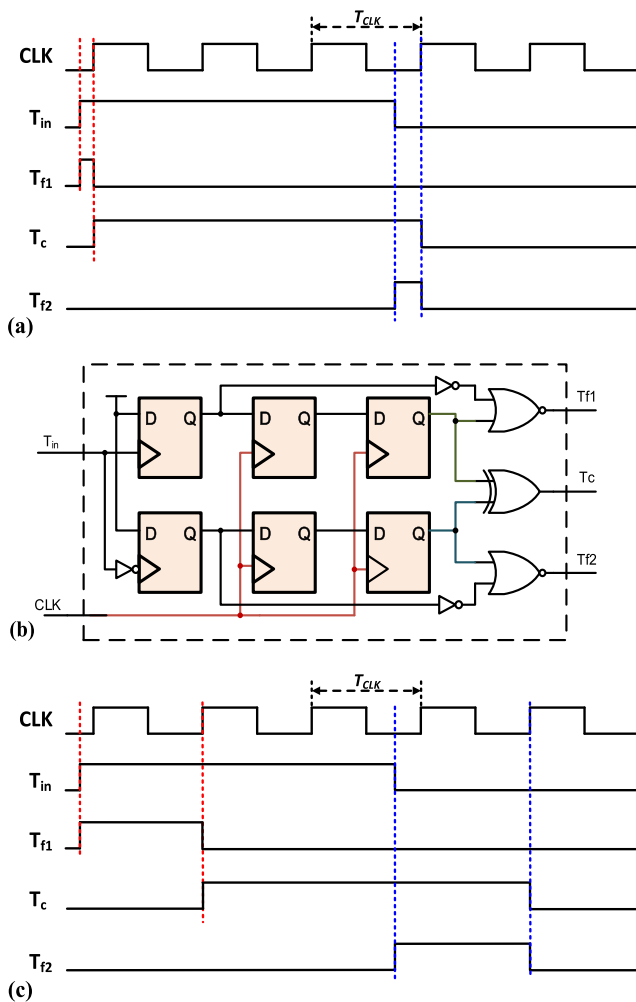 T_CLK
CLK
T_in
T_f1
T_c
T_f2
(a)
D Q D Q D Q
Tf1
T_in
Tc
D Q D Q D Q
Tf2
CLK
(b)
T_CLK
CLK
T_in
T_f1
T_c
T_f2
(c)